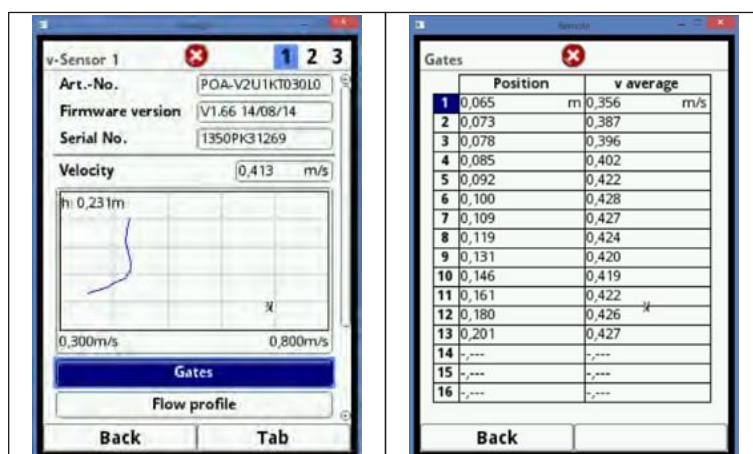 v-Sensor 1 1 2 3
Art.-No. POA-V2U1KT030L0
Firmware version V1.66 14/08/14
Serial No. 1350PK31269
Velocity 0,413 m/s
h: 0,231m
0,300m/s 0,800m/s
Gates
Flow profile
Back Tab
Remote
Gates
Position v average
1 0,065 m 0,356 m/s
2 0,073 0,387
3 0,078 0,396
4 0,085 0,402
5 0,092 0,422
6 0,100 0,428
7 0,109 0,427
8 0,119 0,424
9 0,131 0,420
10 0,146 0,419
11 0,161 0,422
12 0,180 0,426
13 0,201 0,427
14 -,--- -,---
15 -,--- -,---
16 -,--- -,---
Back